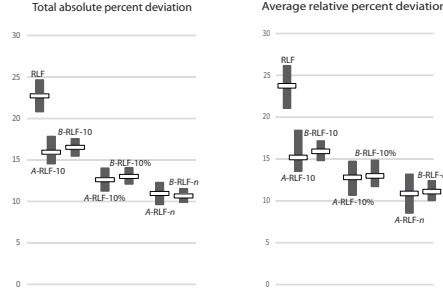 Total absolute percent deviation
30
25
20
15
10
5
0
RLF
A-RLF-10
B-RLF-10
A-RLF-10%
B-RLF-10%
A-RLF-n
B-RLF-n
Average relative percent deviation
30
25
20
15
10
5
0
RLF
A-RLF-10
B-RLF-10
A-RLF-10%
B-RLF-10%
A-RLF-n
B-RLF-